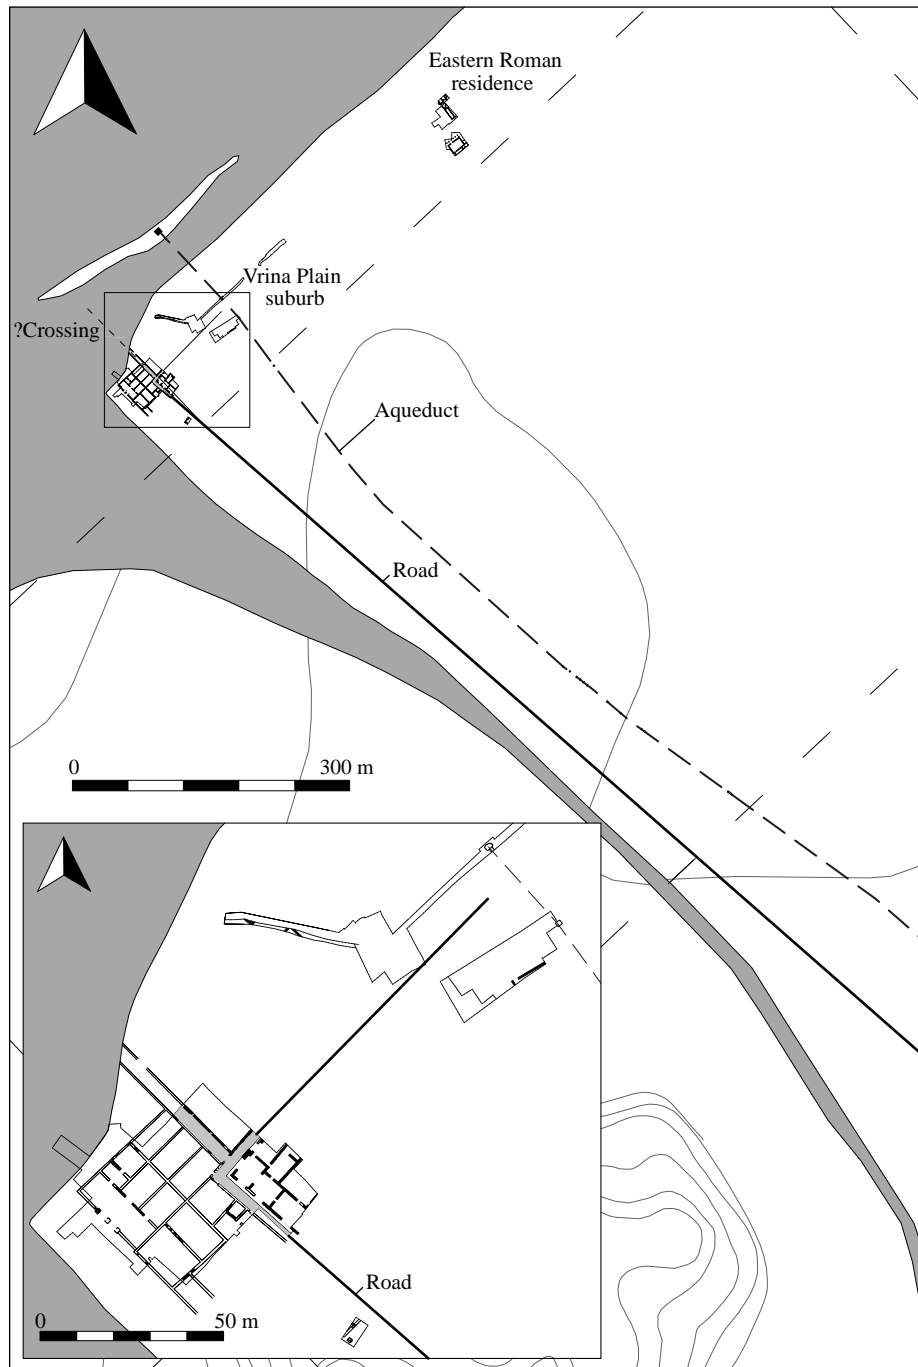 Eastern Roman
residence
Vrina Plain
suburb
?Crossing
Aqueduct
Road
0 300 m
Road
0 50 m